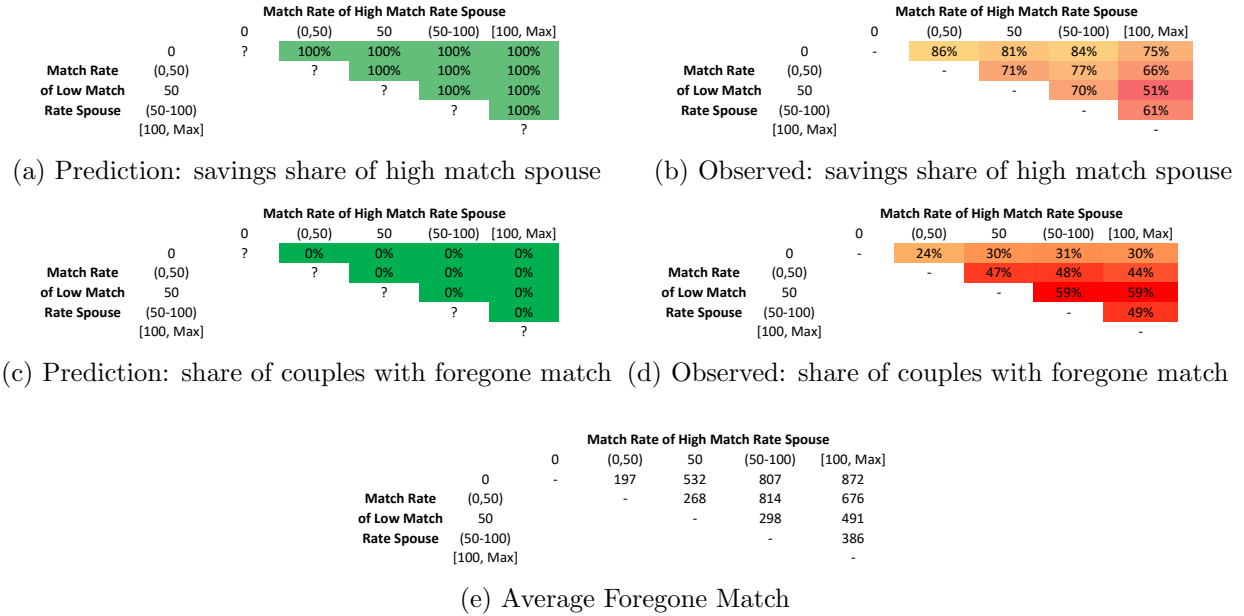 Match Rate of High Match Rate Spouse
0 (0,50) 50 (50-100) [100, Max]
0 ? 100% 100% 100% 100%
Match Rate (0,50) ? 100% 100% 100%
of Low Match 50 ? 100% 100%
Rate Spouse (50-100) ? 100%
[100, Max] ?
(a) Prediction: savings share of high match spouse
Match Rate of High Match Rate Spouse
0 (0,50) 50 (50-100) [100, Max]
0 - 86% 81% 84% 75%
Match Rate (0,50) - 71% 77% 66%
of Low Match 50 - 70% 51%
Rate Spouse (50-100) - 61%
[100, Max] -
(b) Observed: savings share of high match spouse
Match Rate of High Match Rate Spouse
0 (0,50) 50 (50-100) [100, Max]
0 ? 0% 0% 0% 0%
Match Rate (0,50) ? 0% 0% 0%
of Low Match 50 ? 0% 0%
Rate Spouse (50-100) ? 0%
[100, Max] ?
(c) Prediction: share of couples with foregone match
Match Rate of High Match Rate Spouse
0 (0,50) 50 (50-100) [100, Max]
0 - 24% 30% 31% 30%
Match Rate (0,50) - 47% 48% 44%
of Low Match 50 - 59% 59%
Rate Spouse (50-100) - 49%
[100, Max] -
(d) Observed: share of couples with foregone match
Match Rate of High Match Rate Spouse
0 (0,50) 50 (50-100) [100, Max]
0 - 197 532 807 872
Match Rate (0,50) - 268 814 676
of Low Match 50 - 298 491
Rate Spouse (50-100) - 386
[100, Max] -
(e) Average Foregone Match